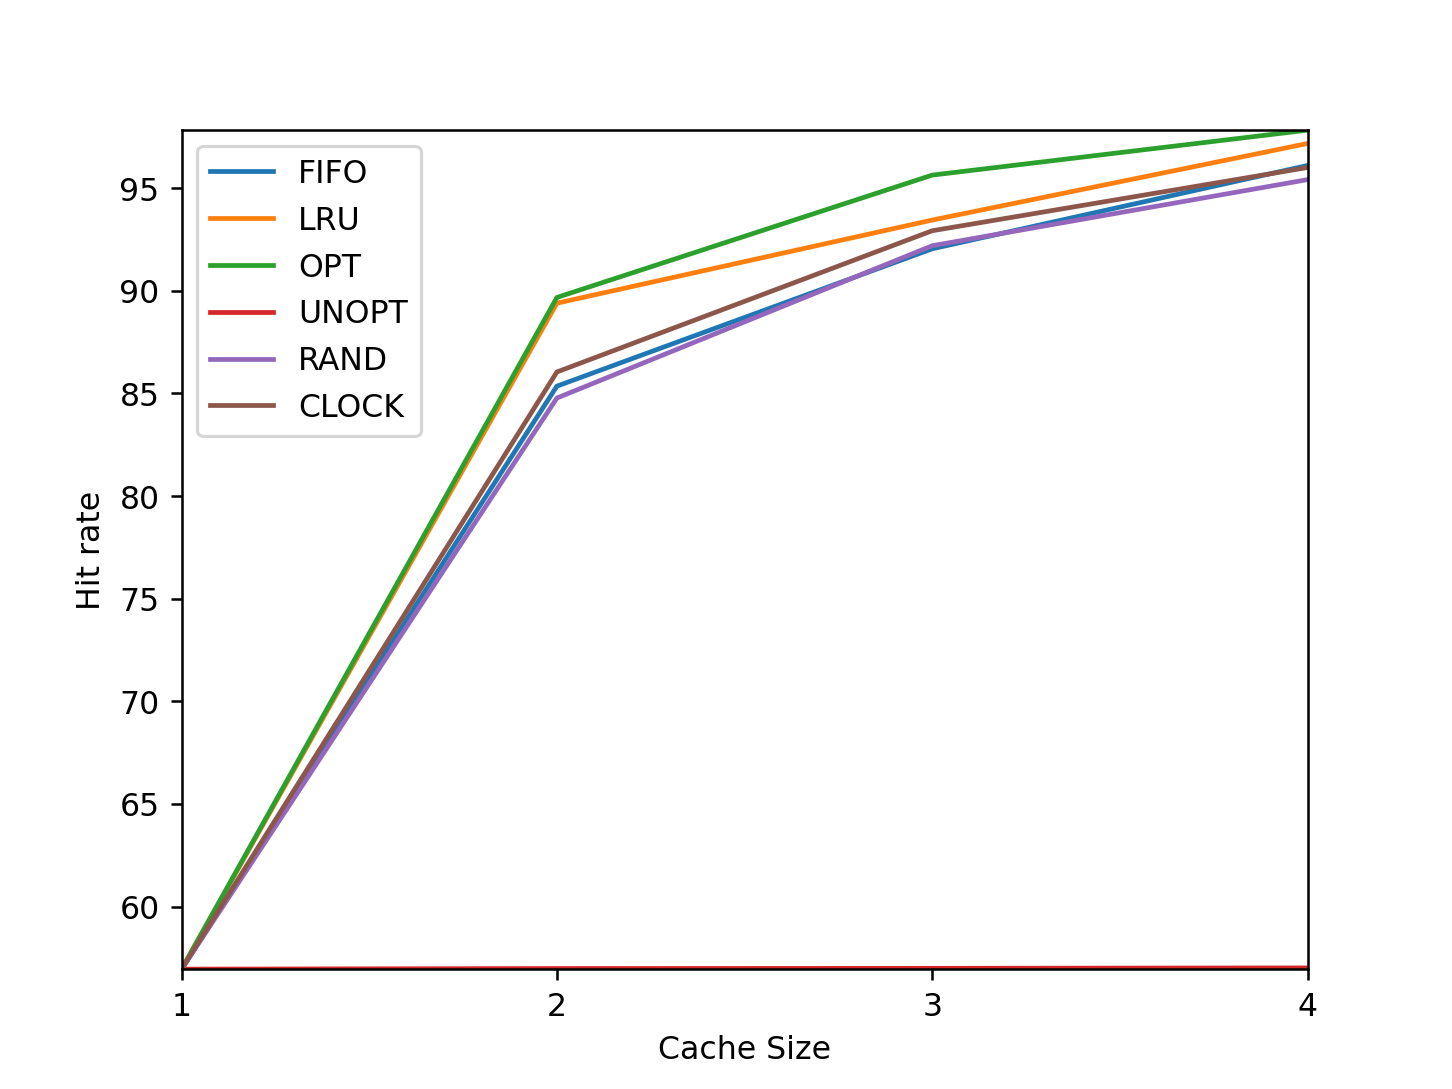 FIFO
LRU
OPT
UNOPT
RAND
CLOCK
95
90
85
80
75
70
65
60
Hit rate
1 2 3 4
Cache Size